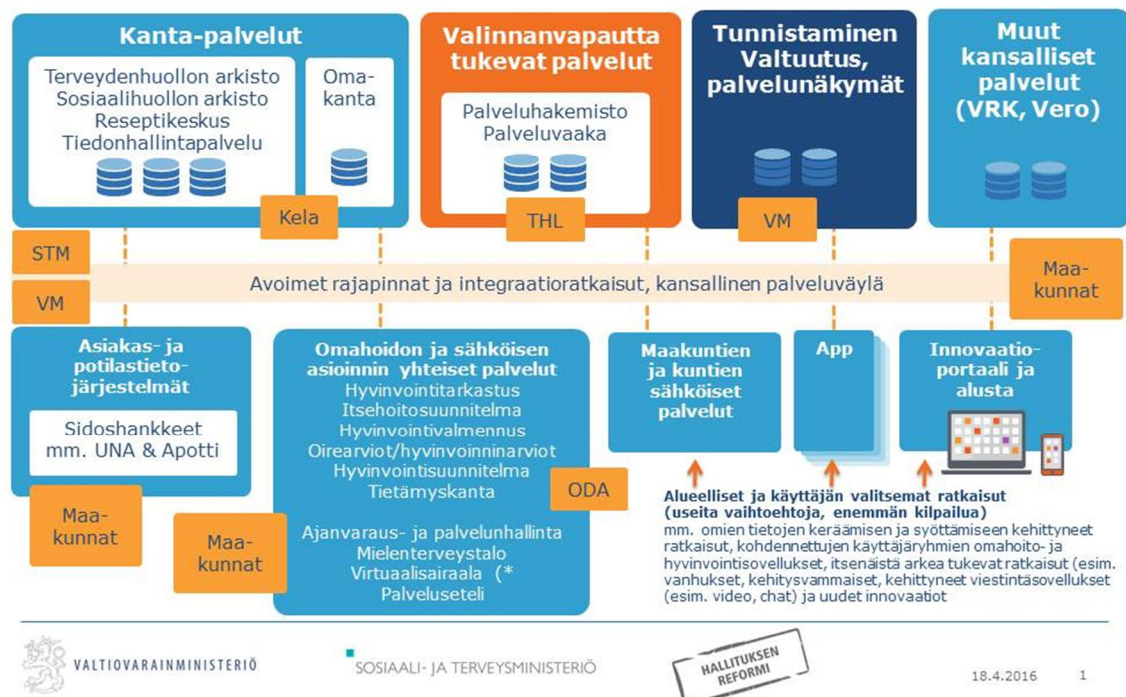 Kanta-palvelut
Terveydenhuollon arkisto
Sosiaalihuollon arkisto
Reseptikeskus
Tiedonhallintapalvelu
Oma-
kanta
Kela
Valinnanvapautta
tukevat palvelut
Palveluhakemisto
Palveluvaaka
THL
Tunnistaminen
Valtuutus,
palvelunäkymät
VM
Muut
kansalliset
palvelut
(VRK, Vero)
STM
VM
Avoimet rajapinnat ja integraatioratkaisut, kansallinen palveluväylä
Maa-
kunnat
Asiakas- ja
potilastieto-
järjestelmät
Sidoshankkeet
mm. UNA & Apotti
Maa-
kunnat
Omahoidon ja sähköisen
asioinnin yhteiset palvelut
Hyvinvointitarkastus
Itsehoitosuunnitelma
Hyvinvointivalmennus
Oirearviot/hyvinvoinninarviot
Hyvinvointisuunnitelma
Tietämyskanta
ODA
Ajanvaraus- ja palvelunhallinta
Mielenterveystalo
Virtuaalisairaala (*
Palveluseteli
Maa-
kunnat
Maakuntien
ja kuntien
sähköiset
palvelut
App
Innovaatio-
portaali ja
alusta
Alueelliset ja käyttäjän valitsemat ratkaisut
(useita vaihtoehtoja, enemmän kilpailua)
mm. omien tietojen keräämisen ja syöttämiseen kehittyneet
ratkaisut, kohdennettujen käyttäjäryhmien omahoito- ja
hyvinvointisovellukset, itsenäistä arkea tukevat ratkaisut (esim.
vanhukset, kehitysvammaiset, kehittyneet viestintäsovellukset
(esim. video, chat) ja uudet innovaatiot
VALTIOVARAINMINISTERIÖ
SOSIAALI- JA TERVEYSMINISTERIÖ
HALLITUKSEN
REFORMI
18.4.2016
1